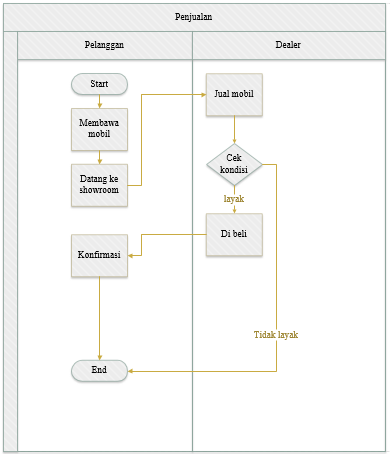 Penjualan
Pelanggan
Dealer
Start
Jual mobil
Membawa
mobil
Cek
kondisi
Datang ke
showroom
layak
Di beli
Konfirmasi
Tidak layak
End